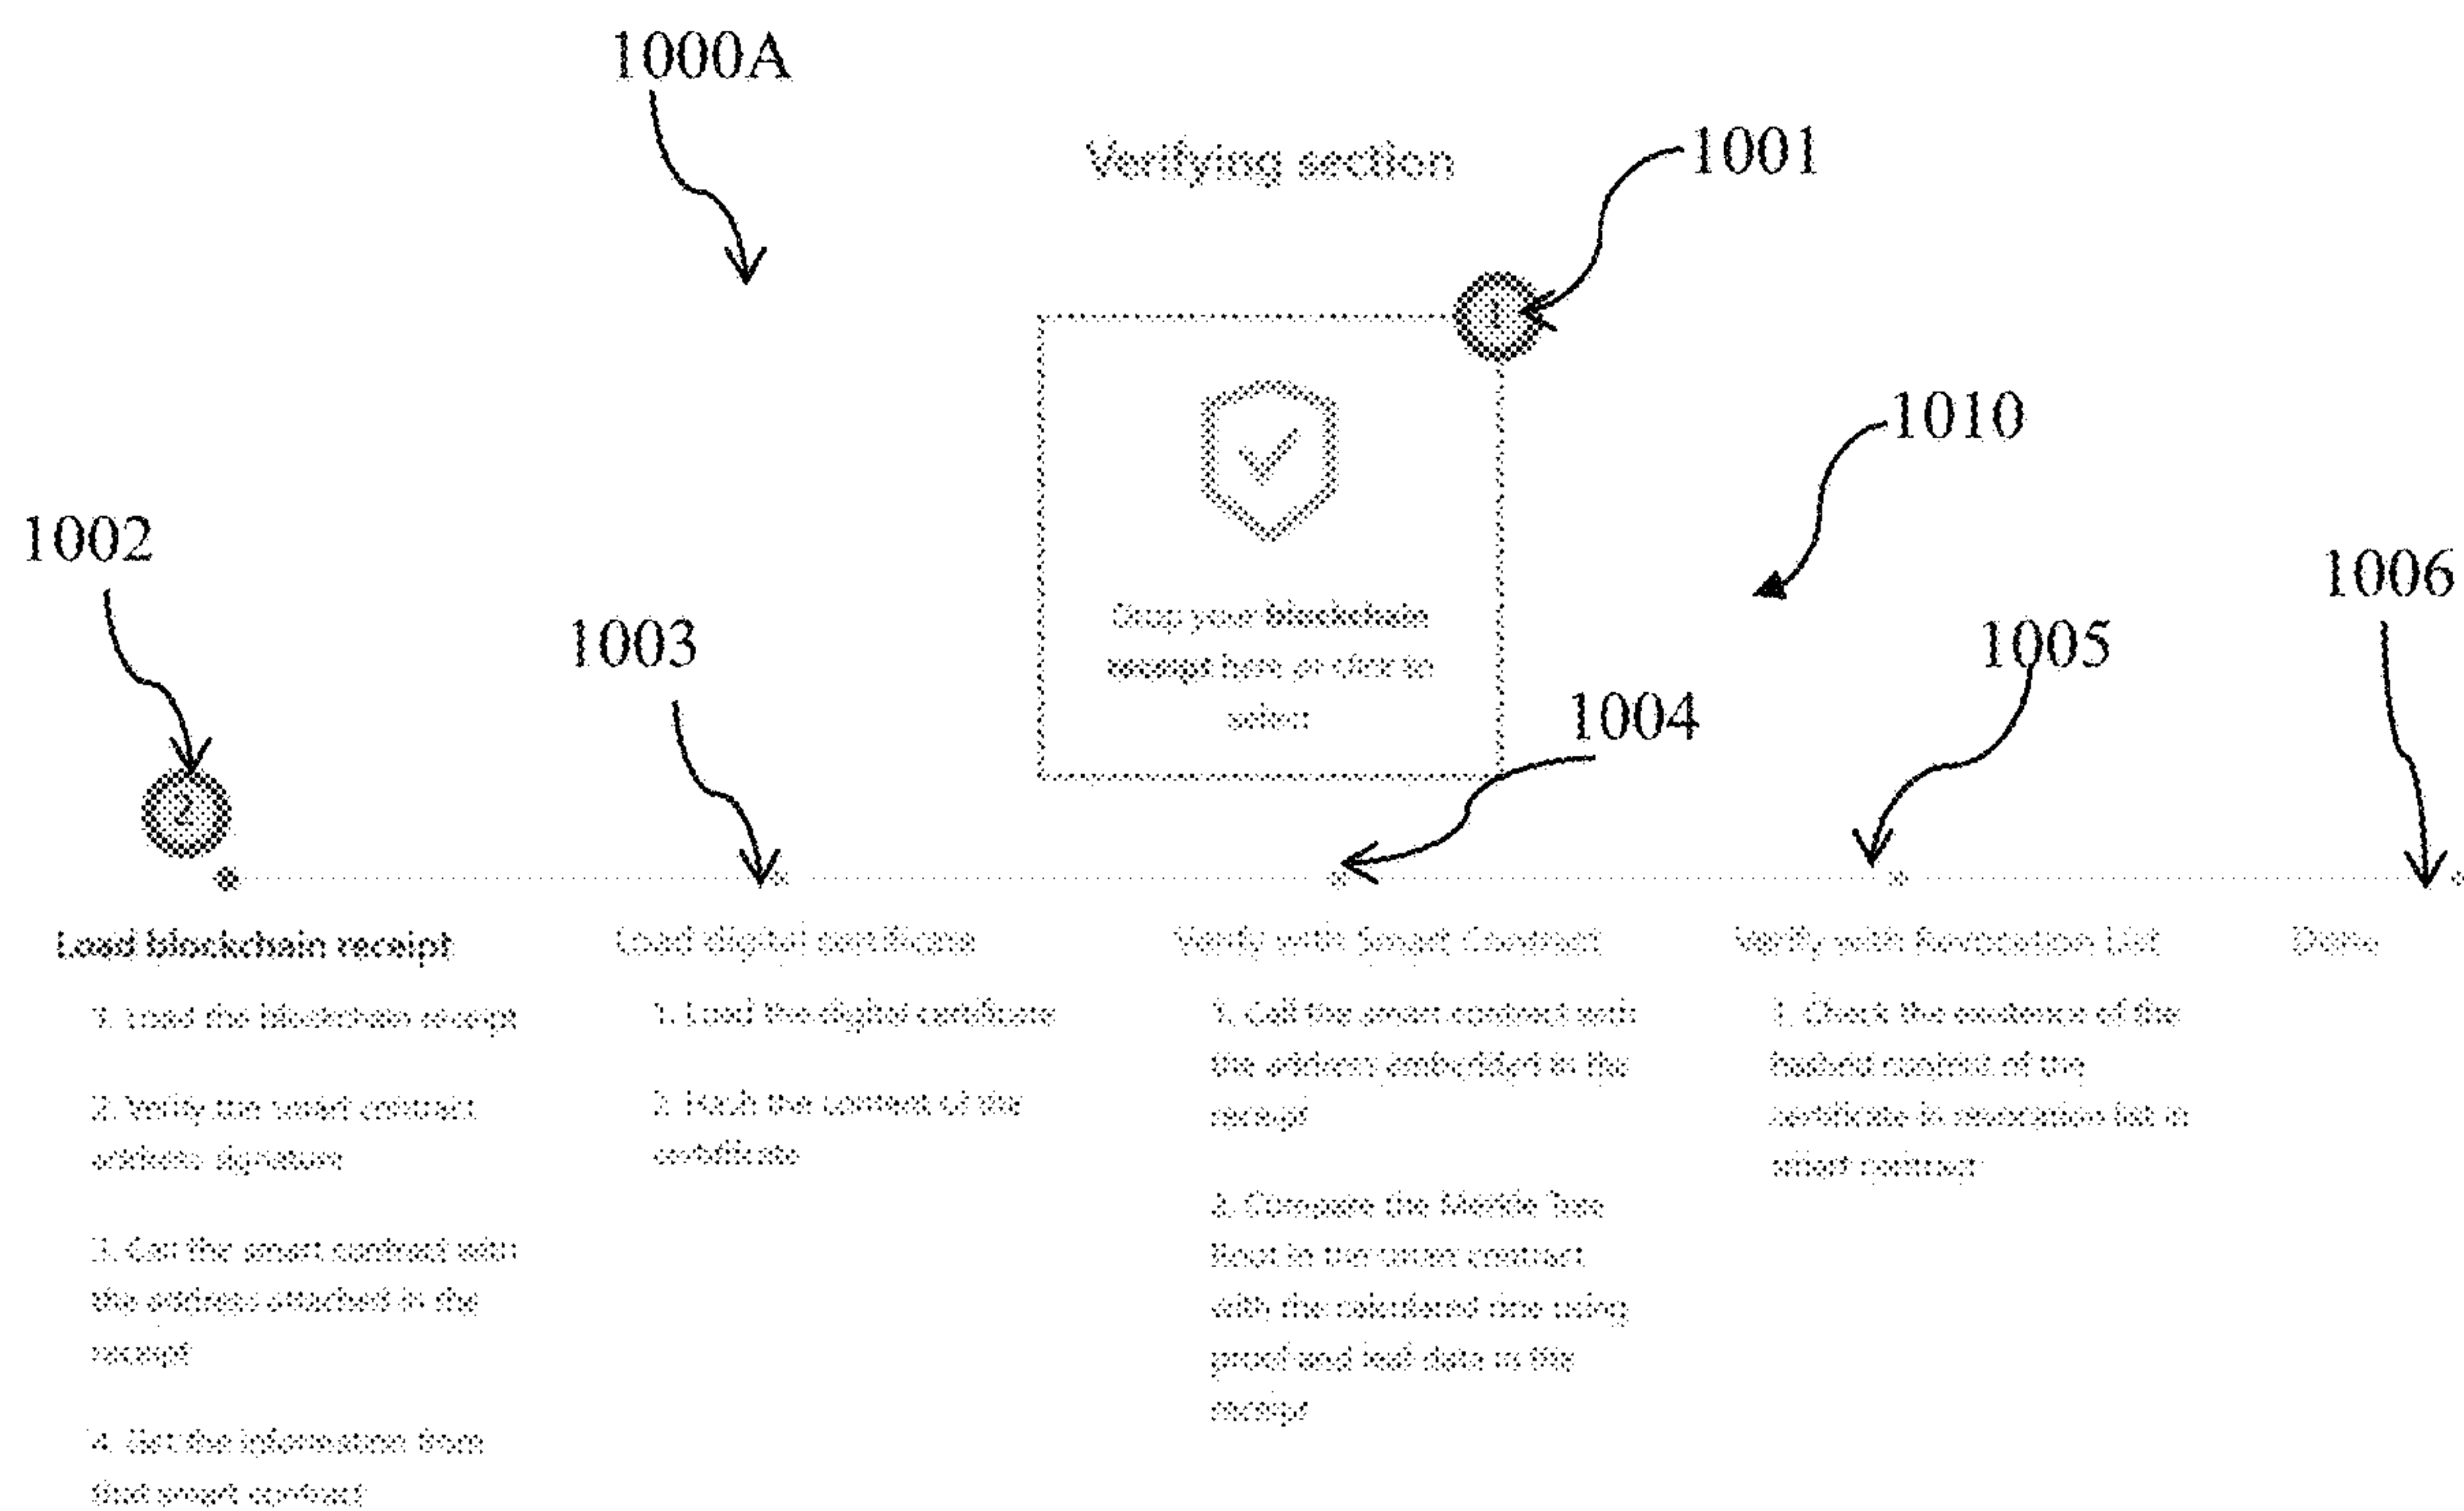 1000A
Verifying section
1001
1
1010
1002
1003
Drop your blockchain
receipt here or click to
select
1004
1005
1006
2
Load blockchain receipt
1. Load the blockchain receipt
2. Verify the smart contract
address signature
3. Call the smart contract with
the address attached in the
receipt
4. Get the information from
that smart contract
Load digital certificate
1. Load the digital certificate
2. Hash the content of the
certificate
Verify with Smart Contract
1. Call the smart contract with
the address embedded in the
receipt
2. Compare the Merkle Tree
Root in the smart contract
with the calculated one using
proof and leaf data in the
receipt
Verify with Revocation List
1. Check the existence of the
hashed content of the
certificate in revocation list in
smart contract
Done